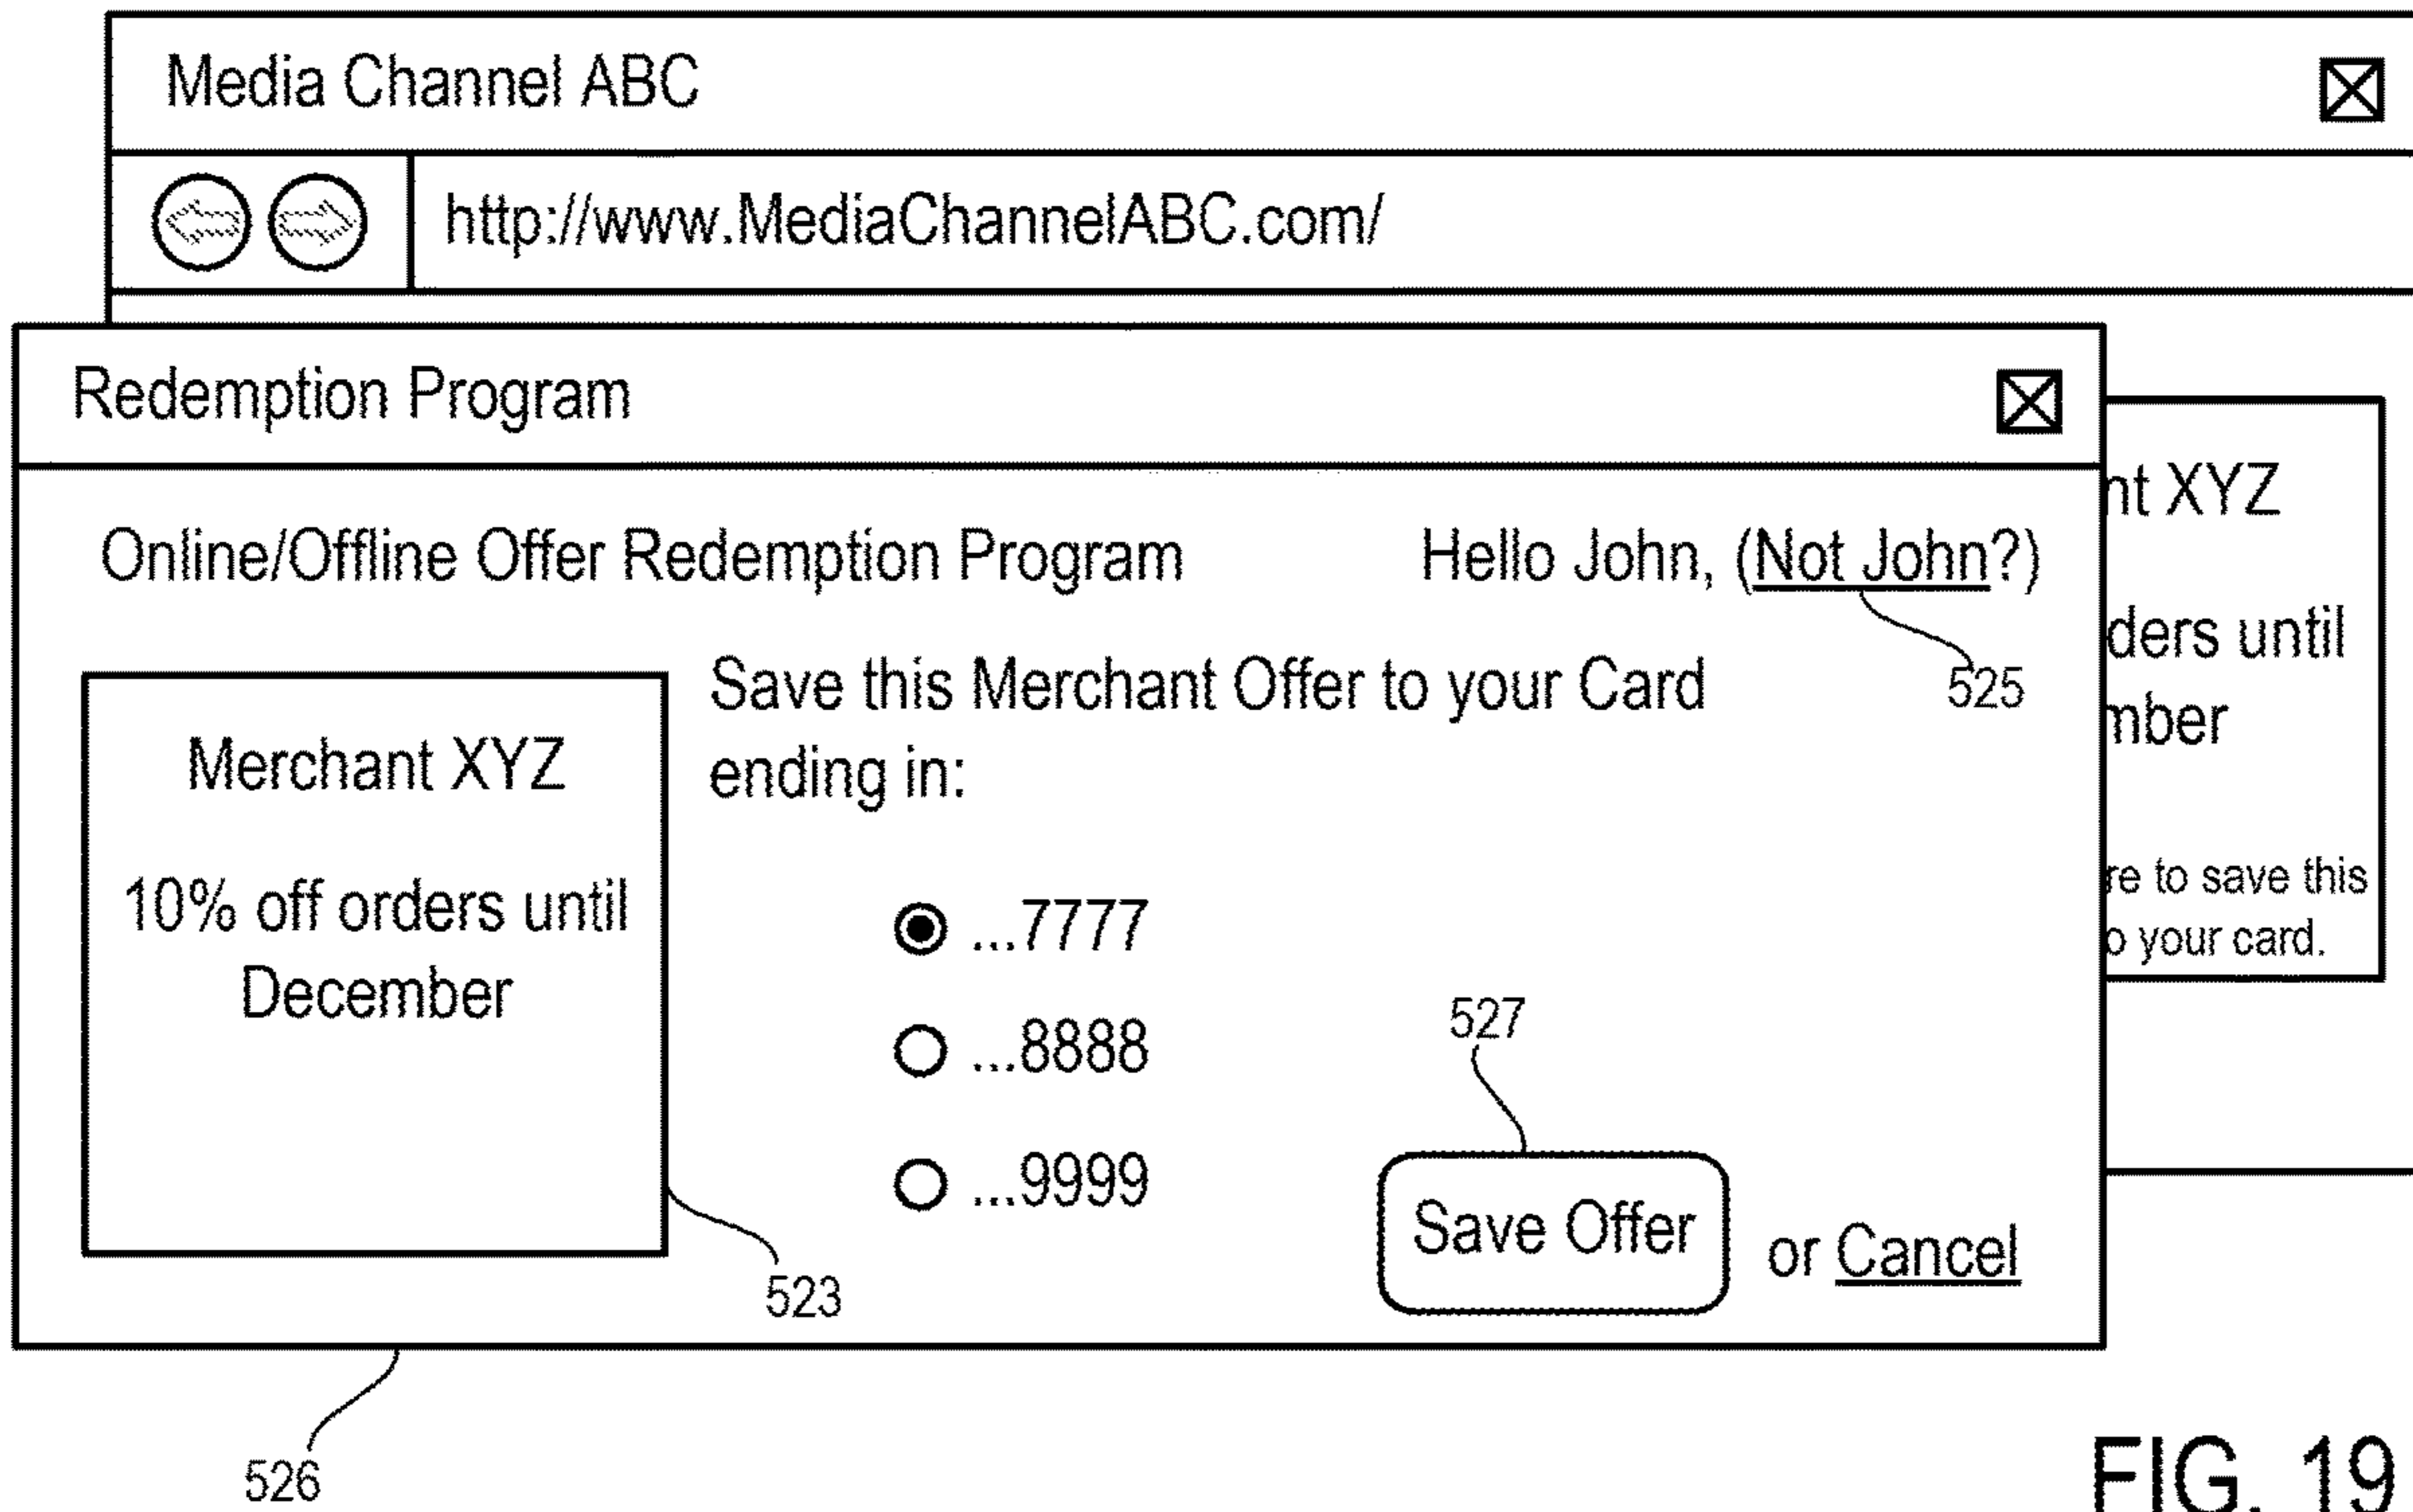 Media Channel ABC
http://www.MediaChannelABC.com/
Redemption Program
Online/Offline Offer Redemption Program
Hello John, (Not John?)
525
Save this Merchant Offer to your Card
ending in:
Merchant XYZ
10% off orders until
December
523
...7777
...8888
...9999
527
Save Offer
or Cancel
nt XYZ
ders until
mber
re to save this
o your card.
526
FIG. 19